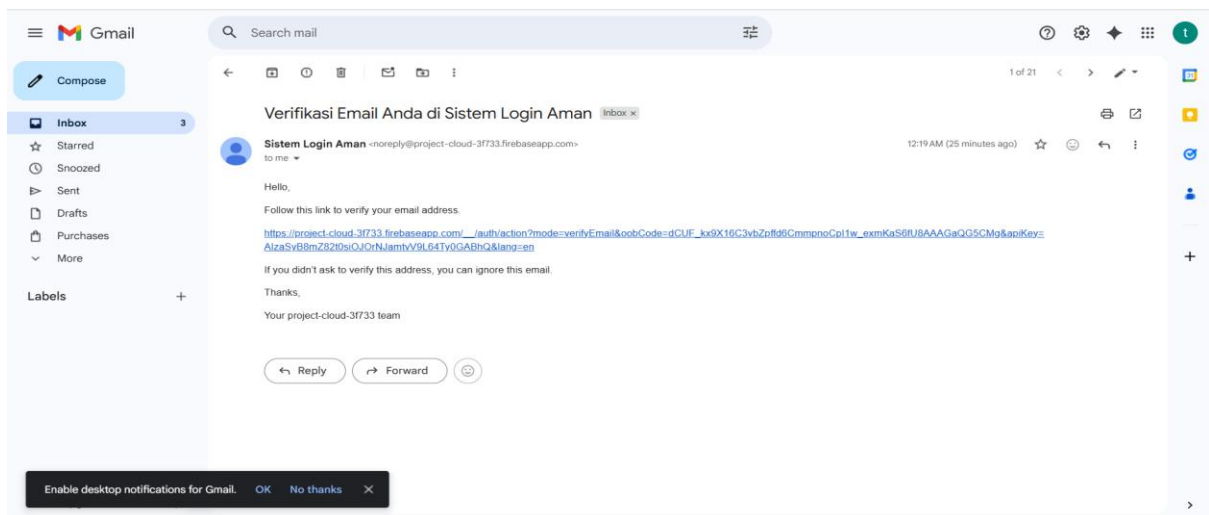 Gmail
Search mail
t
Compose
1 of 21
Inbox 3
Starred
Snoozed
Sent
Drafts
Purchases
More
Labels
Verifikasi Email Anda di Sistem Login Aman Inbox x
Sistem Login Aman <noreply@project-cloud-3f733.firebaseapp.com> 12:19 AM (25 minutes ago)
to me
Hello,
Follow this link to verify your email address.
https://project-cloud-3f733.firebaseapp.com/__/auth/action?mode=verifyEmail&oobCode=dCUF_kx9X16C3vbZpffd6CmmpnoCpI1w_exmKaS6fU8AAAGaQG5CMg&apiKey=
AIzaSyB8mZ82t0siOJOrNJamtvV9L64Ty0GABhQ&lang=en
If you didn't ask to verify this address, you can ignore this email.
Thanks,
Your project-cloud-3f733 team
Reply Forward
Enable desktop notifications for Gmail. OK No thanks